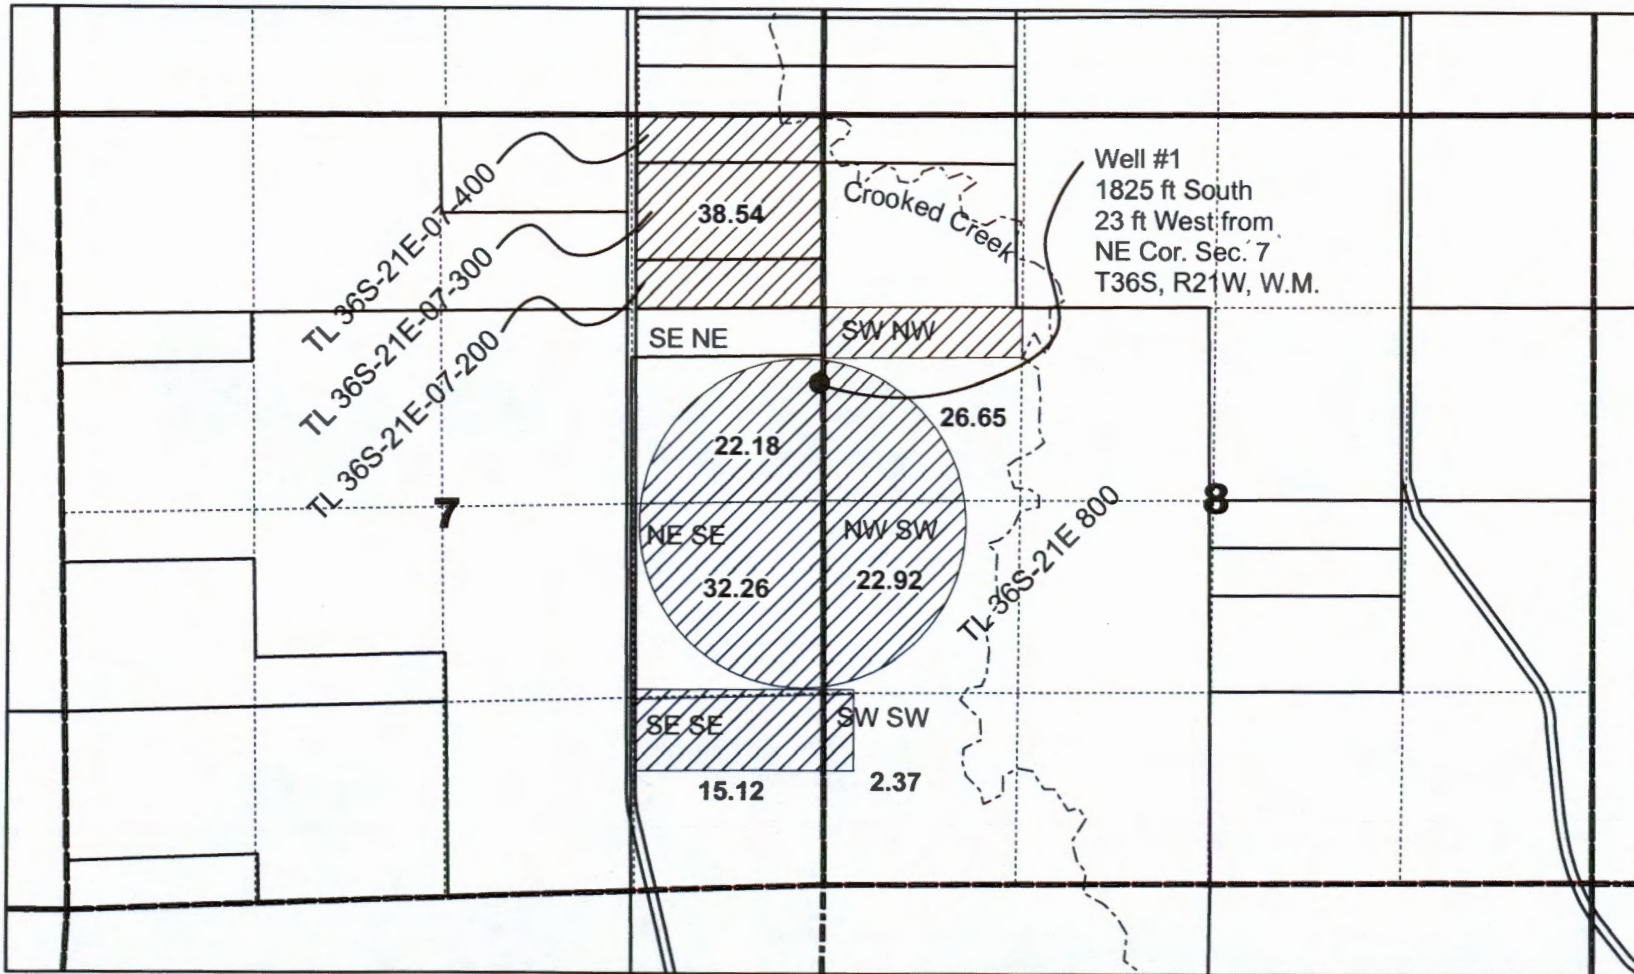 TL 36S-21E-07-400
TL 36S-21E-07-300
TL 36S-21E-07-200
38.54
Crooked Creek
Well #1
1825 ft South
23 ft West from
NE Cor. Sec. 7
T36S, R21W, W.M.
SE NE
SW NW
26.65
22.18
7
8
NE SE
NW SW
32.26
22.92
TL 36S-21E 800
SE SE
SW SW
15.12
2.37